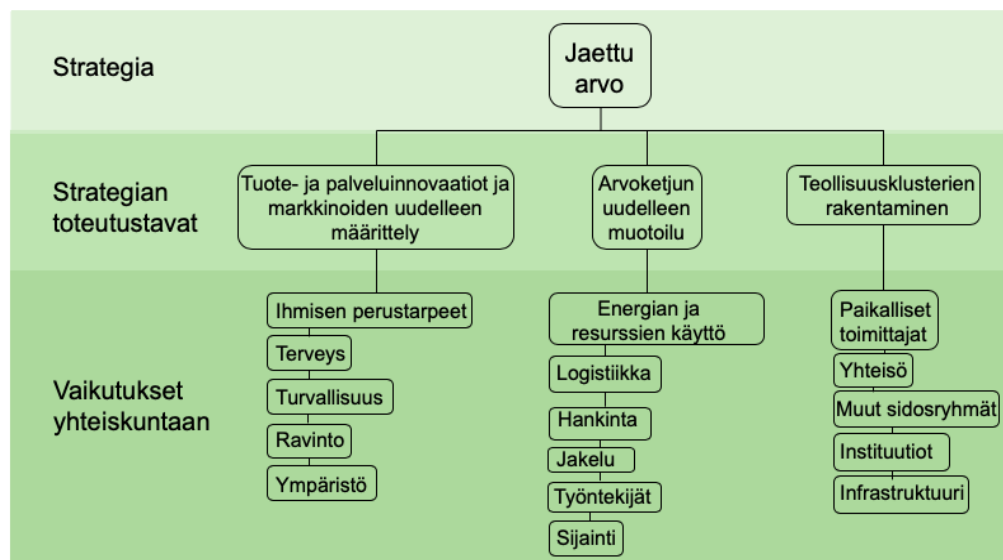 Strategia
Jaettu
arvo
Strategian
toteutustavat
Tuote- ja palveluinnovaatiot ja
markkinoiden uudelleen
määrittely
Arvoketjun
uudelleen
muotoilu
Teollisuusklusterien
rakentaminen
Vaikutukset
yhteiskuntaan
Ihmisen perustarpeet
Terveys
Turvallisuus
Ravinto
Ympäristö
Energian ja
resurssien käyttö
Logistiikka
Hankinta
Jakelu
Työntekijät
Sijainti
Paikalliset
toimittajat
Yhteisö
Muut sidosryhmät
Instituutiot
Infrastruktuuri